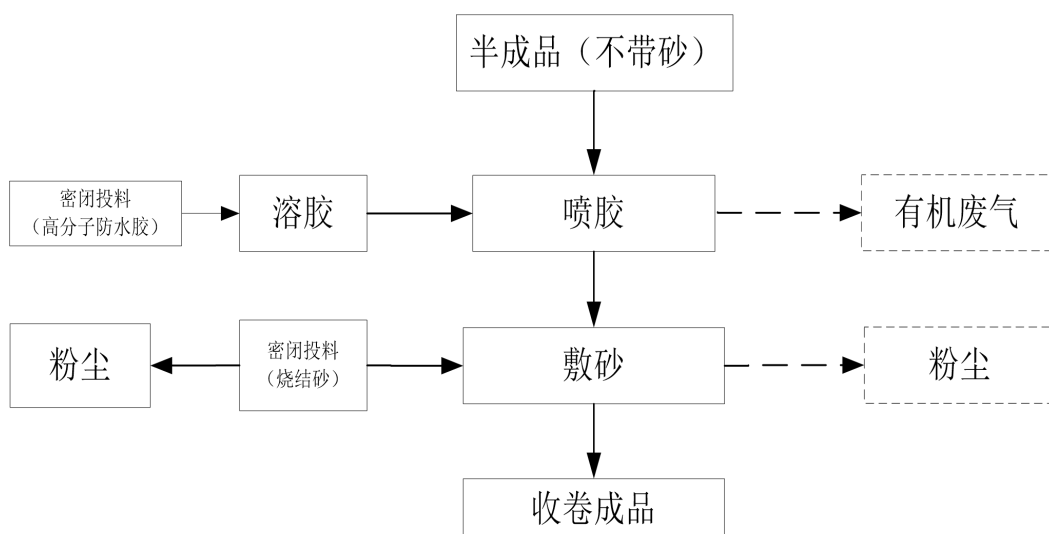 半成品（不带砂）
密闭投料
（高分子防水胶）
溶胶
喷胶
有机废气
粉尘
密闭投料
（烧结砂）
敷砂
粉尘
收卷成品